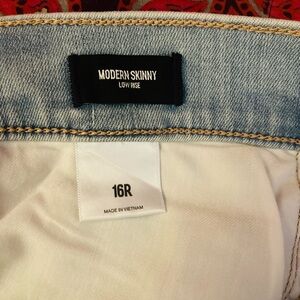 MODERN SKINNY
LOW RISE
16R
MADE IN VIETNAM